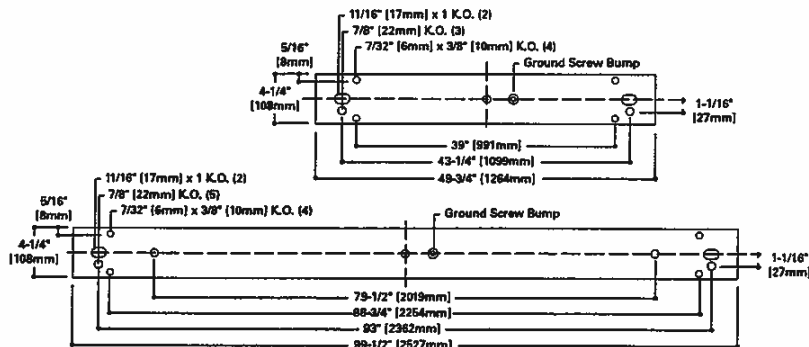 11/16" [17mm] x 1 K.O. (2)
7/8" [22mm] K.O. (3)
7/32" [6mm] x 3/8" [10mm] K.O. (4)
5/16"
[8mm]
Ground Screw Bump
4-1/4"
[108mm]
1-1/16"
[27mm]
39" [991mm]
43-1/4" [1099mm]
49-3/4" [1264mm]
11/16" [17mm] x 1 K.O. (2)
7/8" [22mm] K.O. (5)
7/32" [6mm] x 3/8" [10mm] K.O. (4)
5/16"
[8mm]
Ground Screw Bump
4-1/4"
[108mm]
1-1/16"
[27mm]
79-1/2" [2019mm]
88-3/4" [2254mm]
93" [2362mm]
99-1/2" [2527mm]